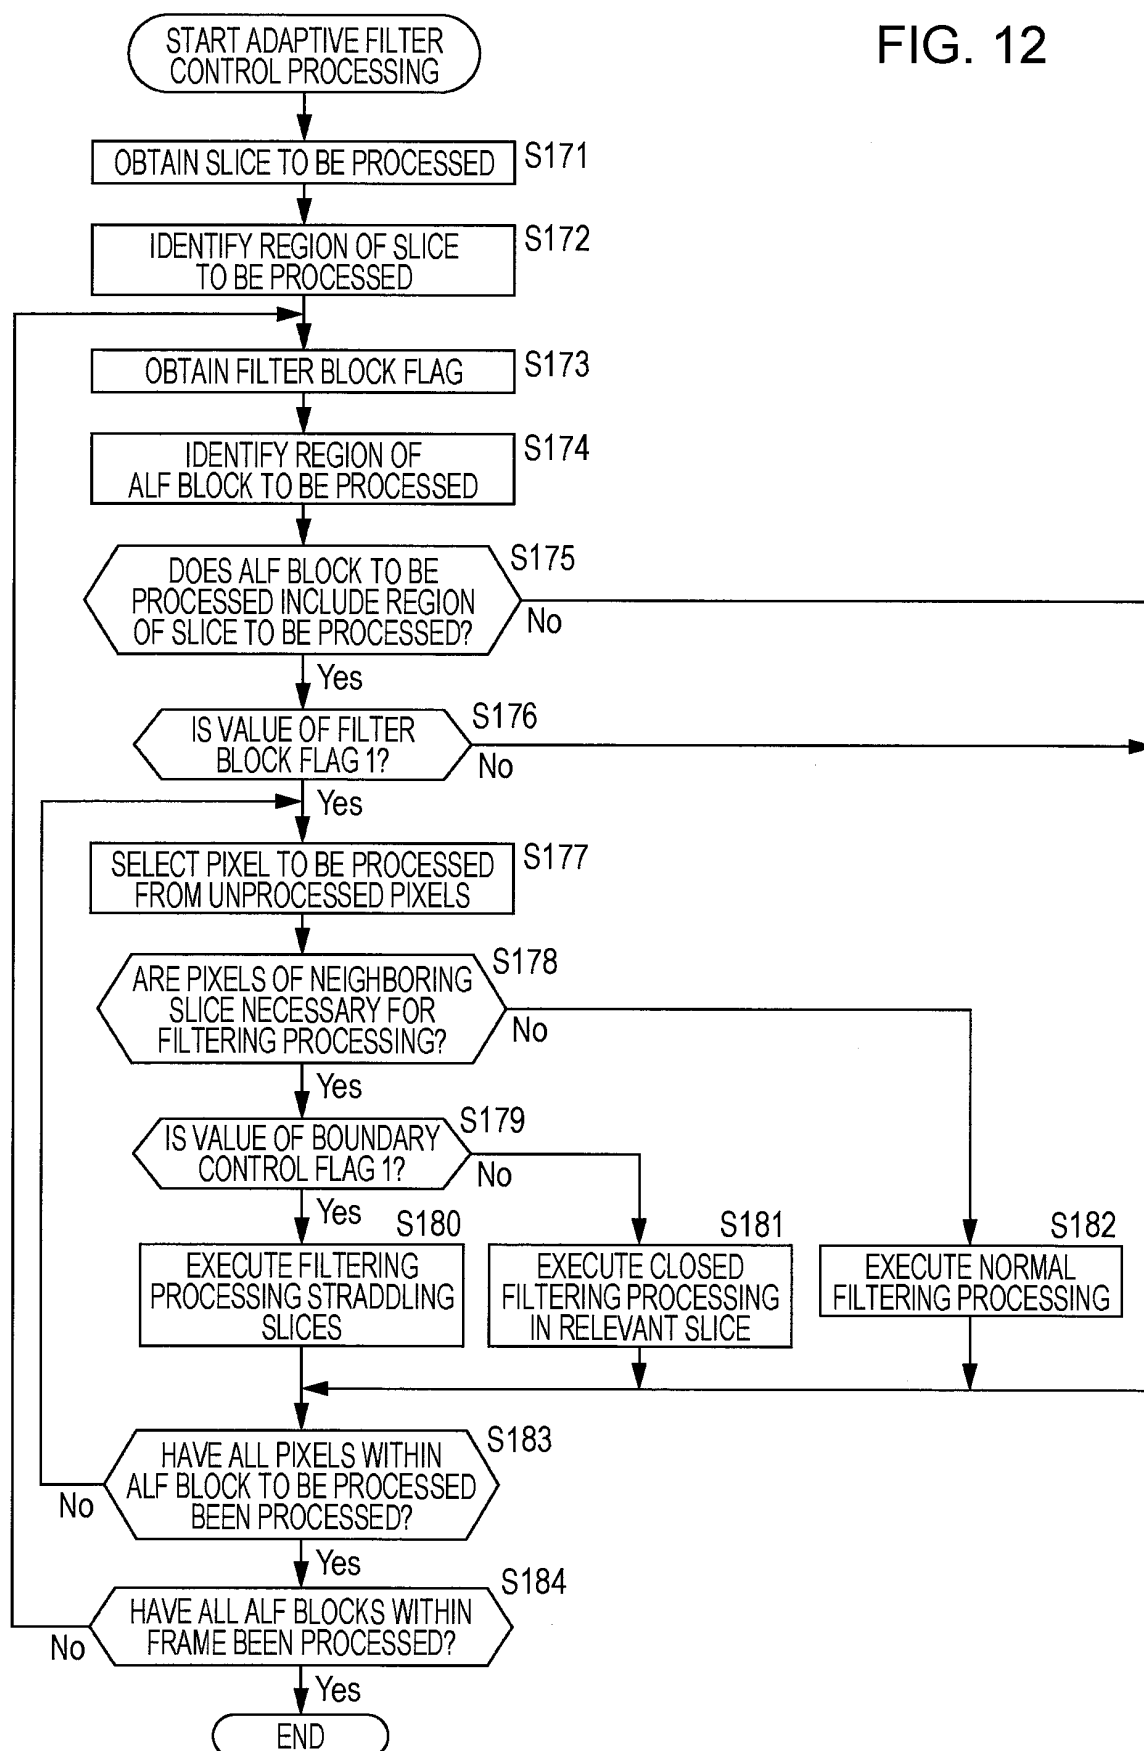 FIG. 12
START ADAPTIVE FILTER
CONTROL PROCESSING
OBTAIN SLICE TO BE PROCESSED
S171
IDENTIFY REGION OF SLICE
TO BE PROCESSED
S172
OBTAIN FILTER BLOCK FLAG
S173
IDENTIFY REGION OF
ALF BLOCK TO BE PROCESSED
S174
DOES ALF BLOCK TO BE
PROCESSED INCLUDE REGION
OF SLICE TO BE PROCESSED?
S175
No
Yes
IS VALUE OF FILTER
BLOCK FLAG 1?
S176
No
Yes
SELECT PIXEL TO BE PROCESSED
FROM UNPROCESSED PIXELS
S177
ARE PIXELS OF NEIGHBORING
SLICE NECESSARY FOR
FILTERING PROCESSING?
S178
No
Yes
IS VALUE OF BOUNDARY
CONTROL FLAG 1?
S179
No
Yes
S180
EXECUTE FILTERING
PROCESSING STRADDLING
SLICES
S181
EXECUTE CLOSED
FILTERING PROCESSING
IN RELEVANT SLICE
S182
EXECUTE NORMAL
FILTERING PROCESSING
HAVE ALL PIXELS WITHIN
ALF BLOCK TO BE PROCESSED
BEEN PROCESSED?
S183
No
Yes
HAVE ALL ALF BLOCKS WITHIN
FRAME BEEN PROCESSED?
S184
No
Yes
END